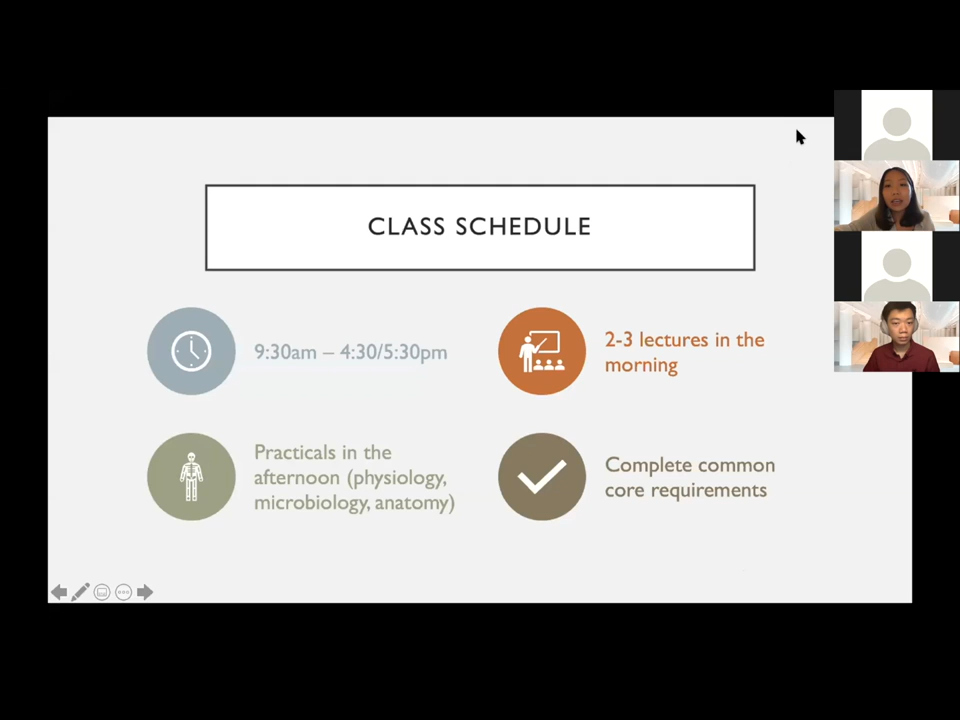 CLASS SCHEDULE
9:30am – 4:30/5:30pm
2-3 lectures in the
morning
Practicals in the
afternoon (physiology,
microbiology, anatomy)
Complete common
core requirements